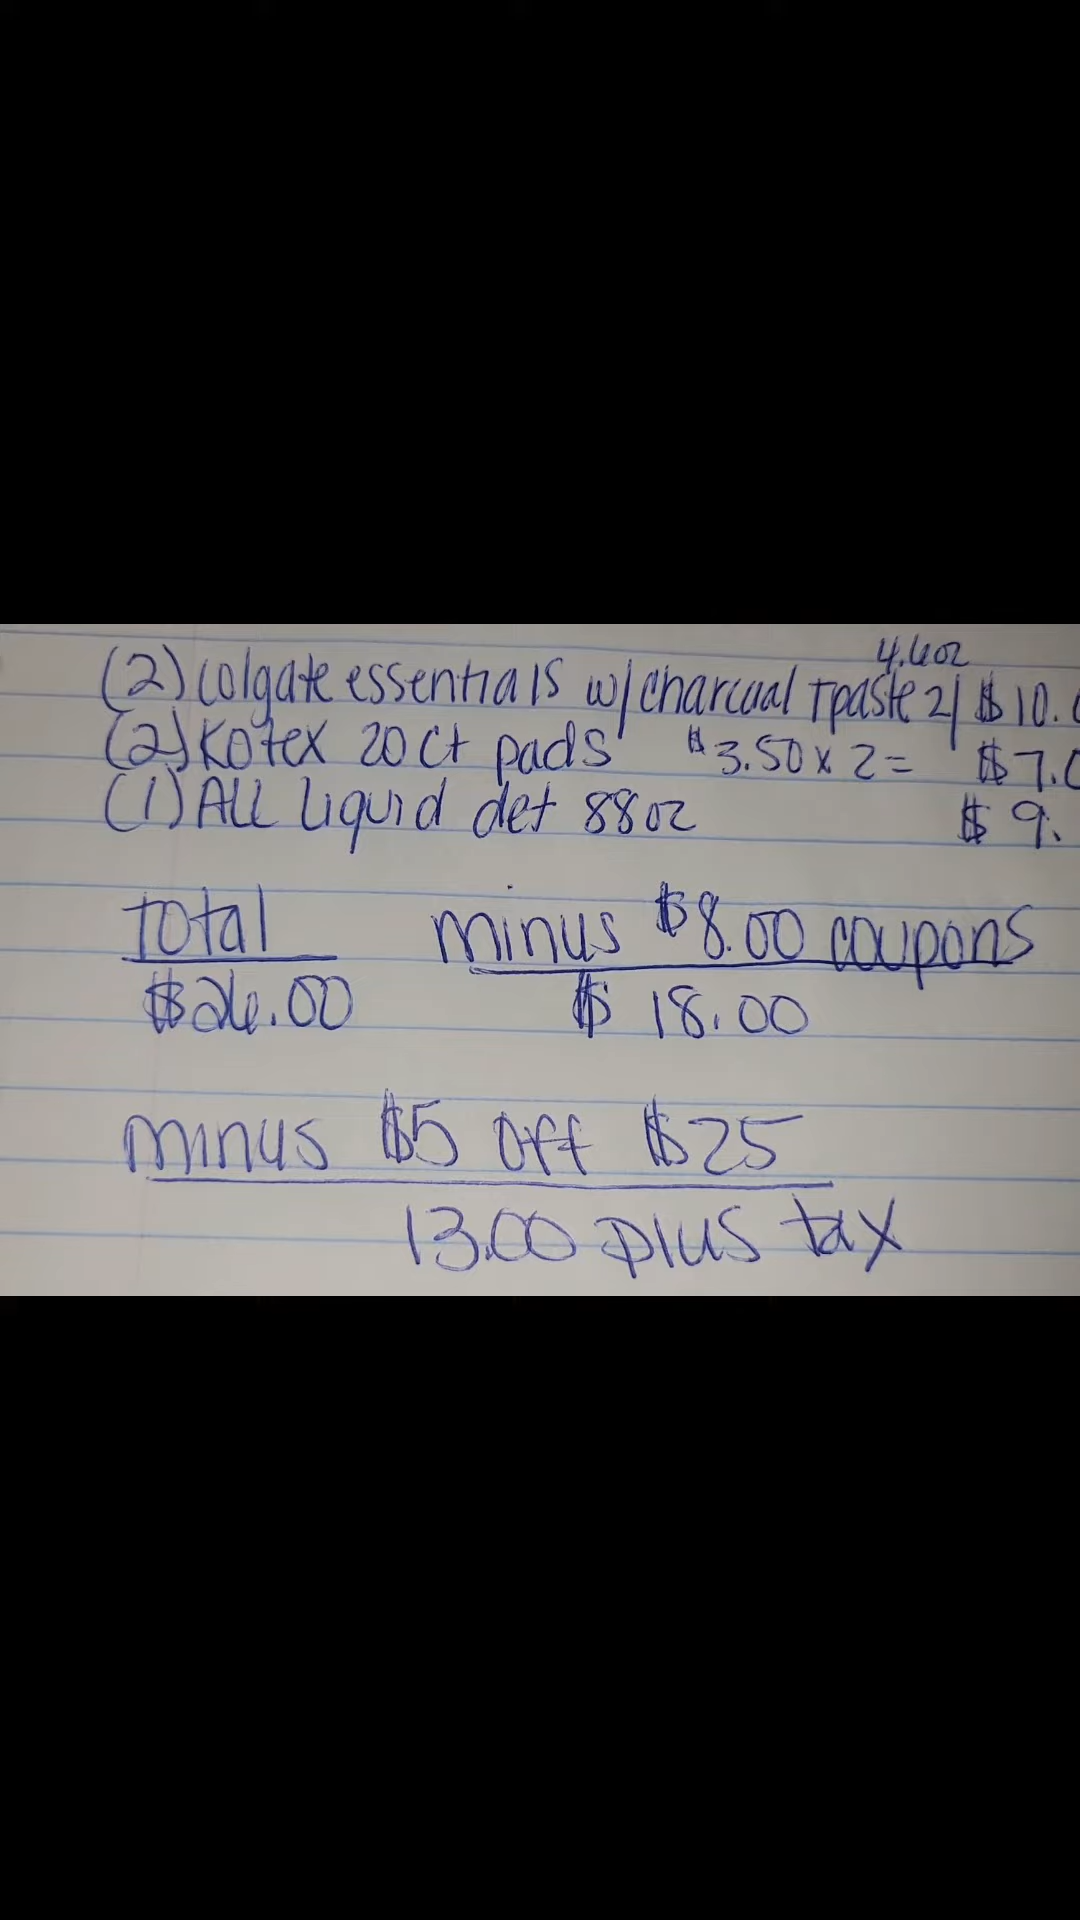 4.6oz
(2) Colgate essentials w/charcoal Tpaste 2/ $10.
(2) Kotex 20ct pads $3.50 x 2 = $7.0
(1) All Liquid det 88oz $9.
total minus $8.00 coupons
$26.00 $18.00
minus $5 off $25
13.00 plus tax